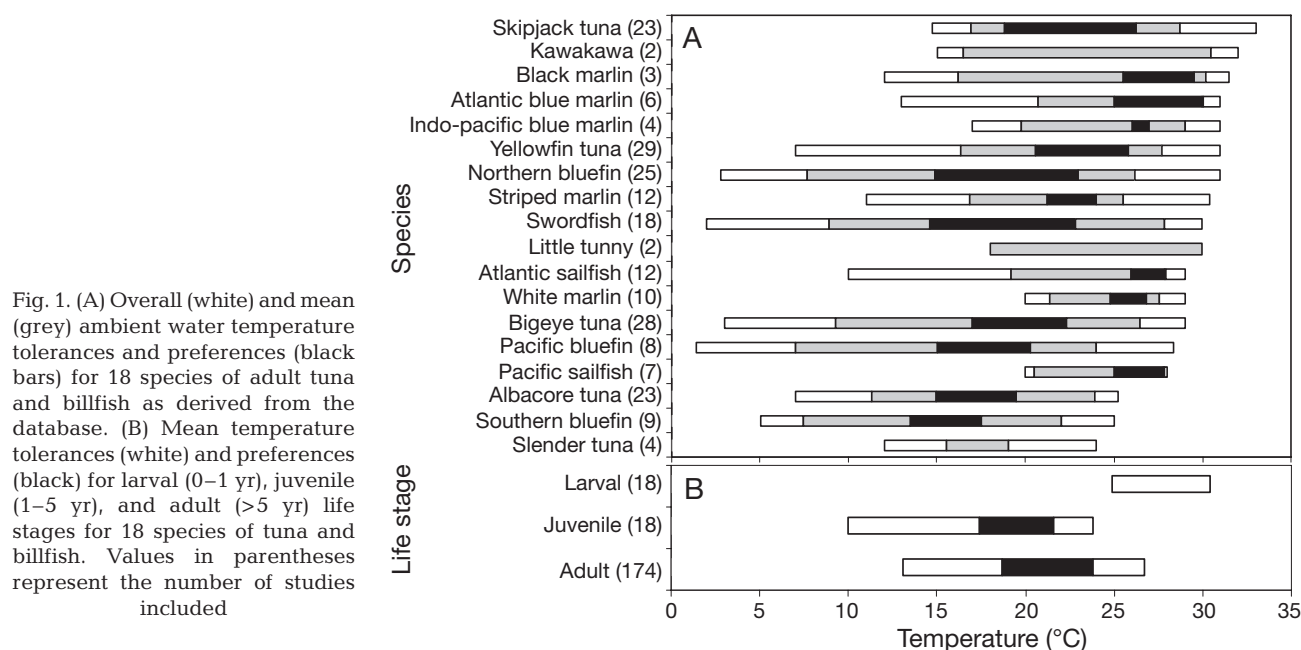 A
Skipjack tuna (23)
Kawakawa (2)
Black marlin (3)
Atlantic blue marlin (6)
Indo-pacific blue marlin (4)
Yellowfin tuna (29)
Northern bluefin (25)
Striped marlin (12)
Swordfish (18)
Little tunny (2)
Atlantic sailfish (12)
White marlin (10)
Bigeye tuna (28)
Pacific bluefin (8)
Pacific sailfish (7)
Albacore tuna (23)
Southern bluefin (9)
Slender tuna (4)
Species
B
Larval (18)
Juvenile (18)
Adult (174)
Life stage
0 5 10 15 20 25 30 35
Temperature (°C)
Fig. 1. (A) Overall (white) and mean
(grey) ambient water temperature
tolerances and preferences (black
bars) for 18 species of adult tuna
and billfish as derived from the
database. (B) Mean temperature
tolerances (white) and preferences
(black) for larval (0–1 yr), juvenile
(1–5 yr), and adult (>5 yr) life
stages for 18 species of tuna and
billfish. Values in parentheses
represent the number of studies
included